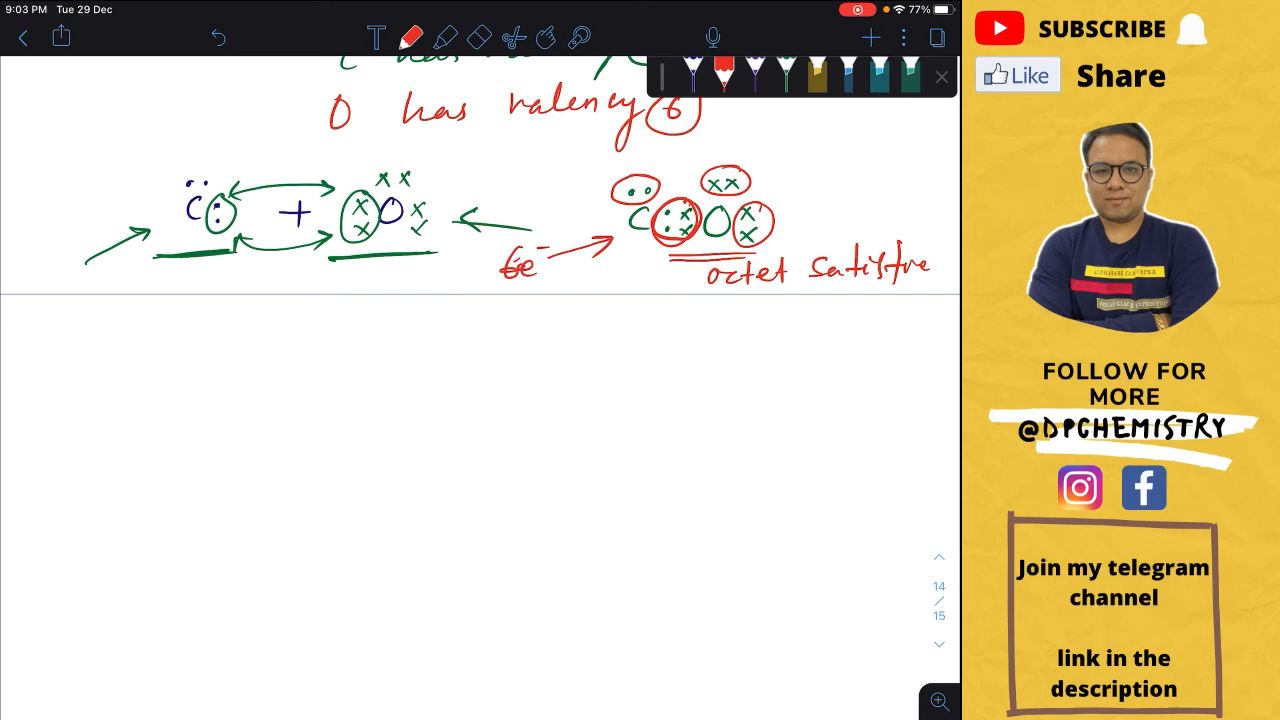 9:03 PM Tue 29 Dec
77%
T
C has
O has valency 6
C + O
C O
6e-
octet satisfire
14
/
15
SUBSCRIBE
Like
Share
FOLLOW FOR
MORE
@DPCHEMISTRY
Join my telegram
channel
link in the
description